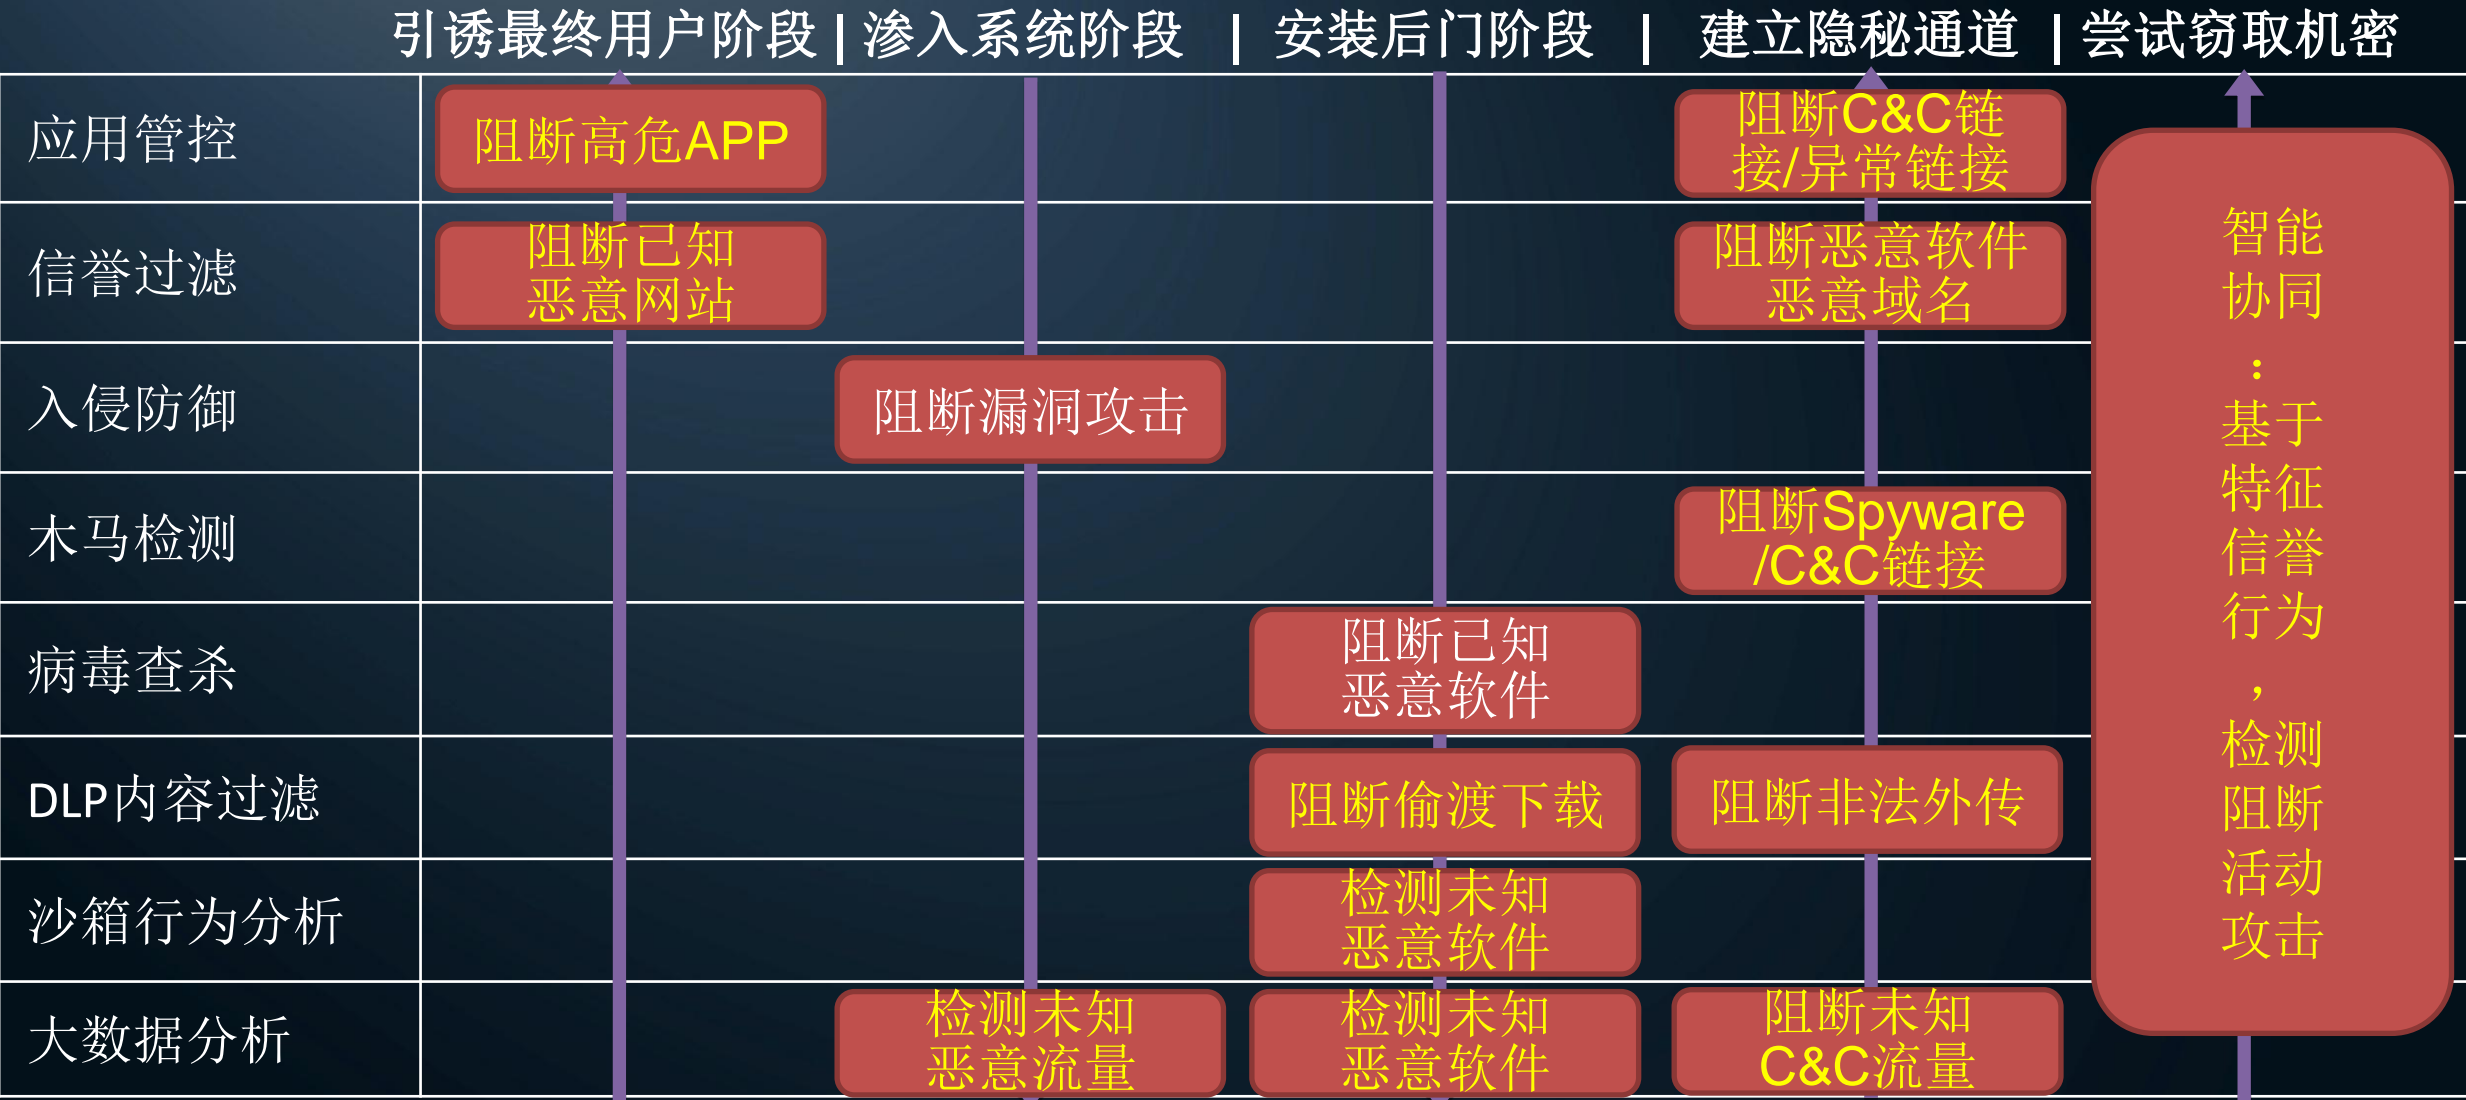 引诱最终用户阶段 | 渗入系统阶段 | 安装后门阶段 | 建立隐秘通道 | 尝试窃取机密
应用管控
阻断高危APP
阻断C&C链
接/异常链接
信誉过滤
阻断已知
恶意网站
阻断恶意软件
恶意域名
入侵防御
阻断漏洞攻击
木马检测
阻断Spyware
/C&C链接
病毒查杀
阻断已知
恶意软件
DLP内容过滤
阻断偷渡下载
阻断非法外传
沙箱行为分析
检测未知
恶意软件
大数据分析
检测未知
恶意流量
检测未知
恶意软件
阻断未知
C&C流量
智能
协同
：
基于
特征
信誉
行为
，
检测
阻断
活动
攻击